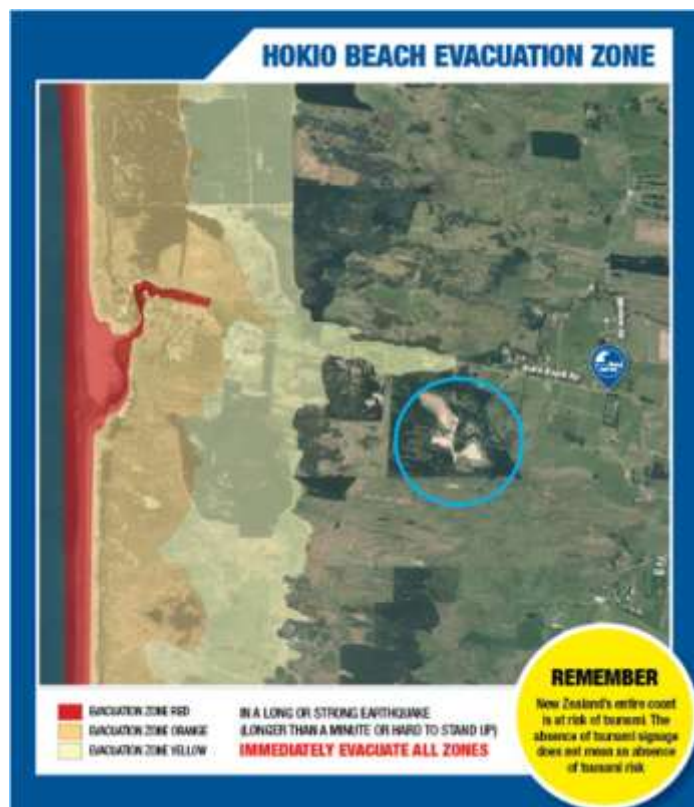 HOKIO BEACH EVACUATION ZONE
EVACUATION ZONE RED
EVACUATION ZONE ORANGE
EVACUATION ZONE YELLOW
IN A LONG OR STRONG EARTHQUAKE
(LONGER THAN A MINUTE OR HARD TO STAND UP)
IMMEDIATELY EVACUATE ALL ZONES
REMEMBER
New Zealand's entire coast
is at risk of tsunami. The
absence of tsunami signage
does not mean an absence
of tsunami risk